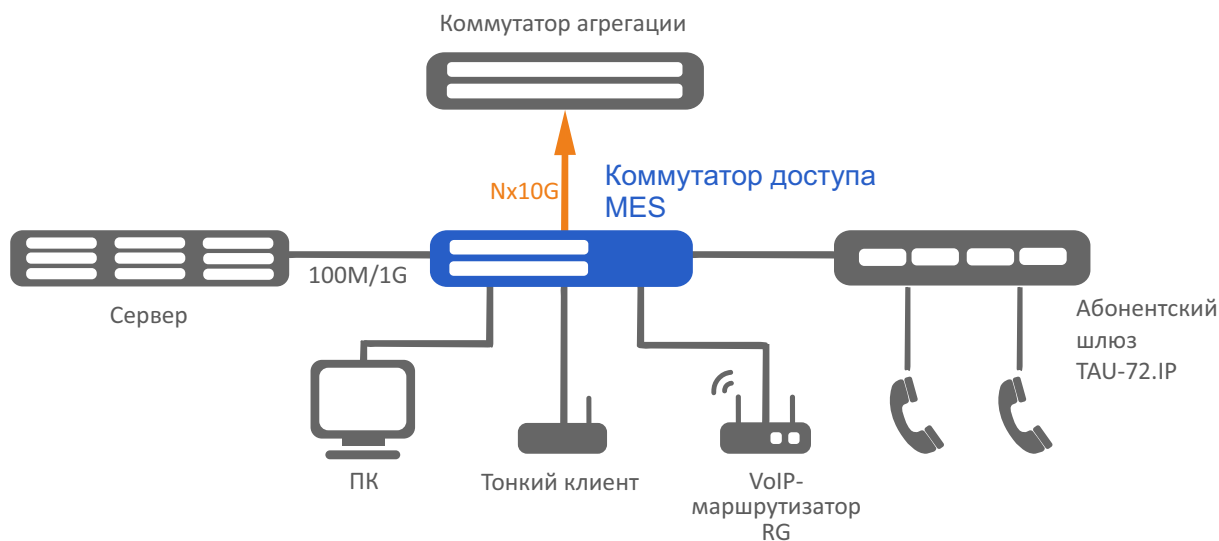 Коммутатор агрегации
Nx10G
Коммутатор доступа
MES
100M/1G
Сервер
Абонентский
шлюз
TAU-72.IP
ПК
Тонкий клиент
VoIP-
маршрутизатор
RG